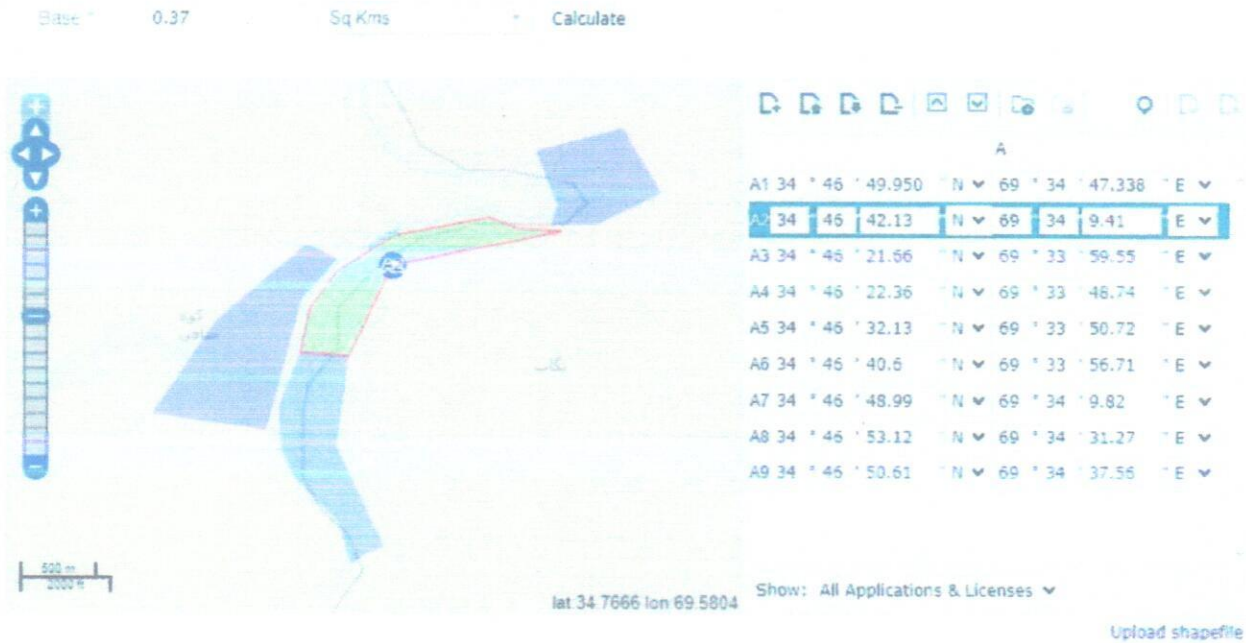 Base 0.37 Sq Kms Calculate
A
A1 34 ° 46 ' 49.950 " N 69 ° 34 ' 47.338 " E
A2 34 ° 46 ' 42.13 " N 69 ° 34 ' 9.41 " E
A3 34 ° 46 ' 21.66 " N 69 ° 33 ' 59.55 " E
A4 34 ° 46 ' 22.36 " N 69 ° 33 ' 48.74 " E
A5 34 ° 46 ' 32.13 " N 69 ° 33 ' 50.72 " E
A6 34 ° 46 ' 40.6 " N 69 ° 33 ' 56.71 " E
A7 34 ° 46 ' 48.99 " N 69 ° 34 ' 9.82 " E
A8 34 ° 46 ' 53.12 " N 69 ° 34 ' 31.27 " E
A9 34 ° 46 ' 50.61 " N 69 ° 34 ' 37.56 " E
A2
کوه
نکاب
500 m
2000 ft
lat 34.7666 lon 69.5804
Show: All Applications & Licenses
Upload shapefile